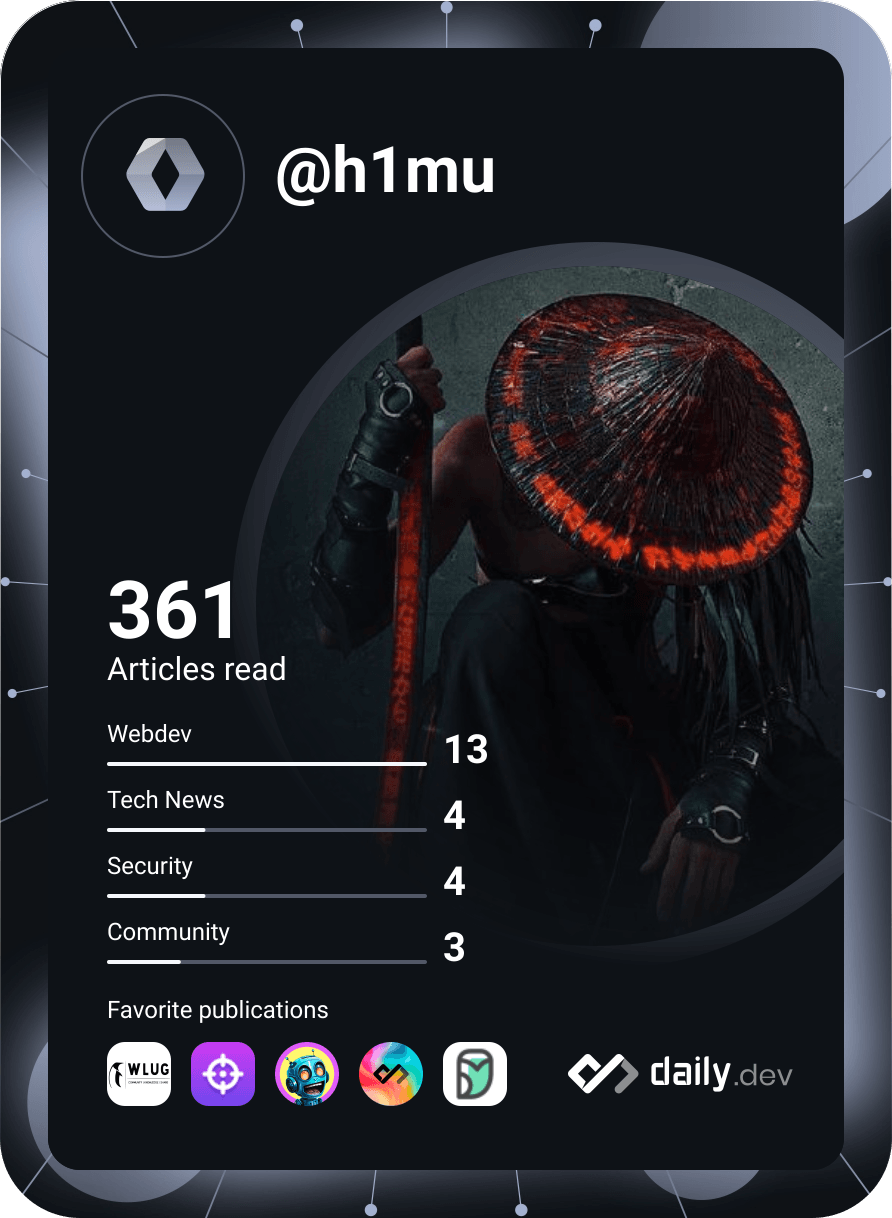 @h1mu
361
Articles read
Webdev
13
Tech News
4
Security
4
Community
3
Favorite publications
WLUG
daily.dev